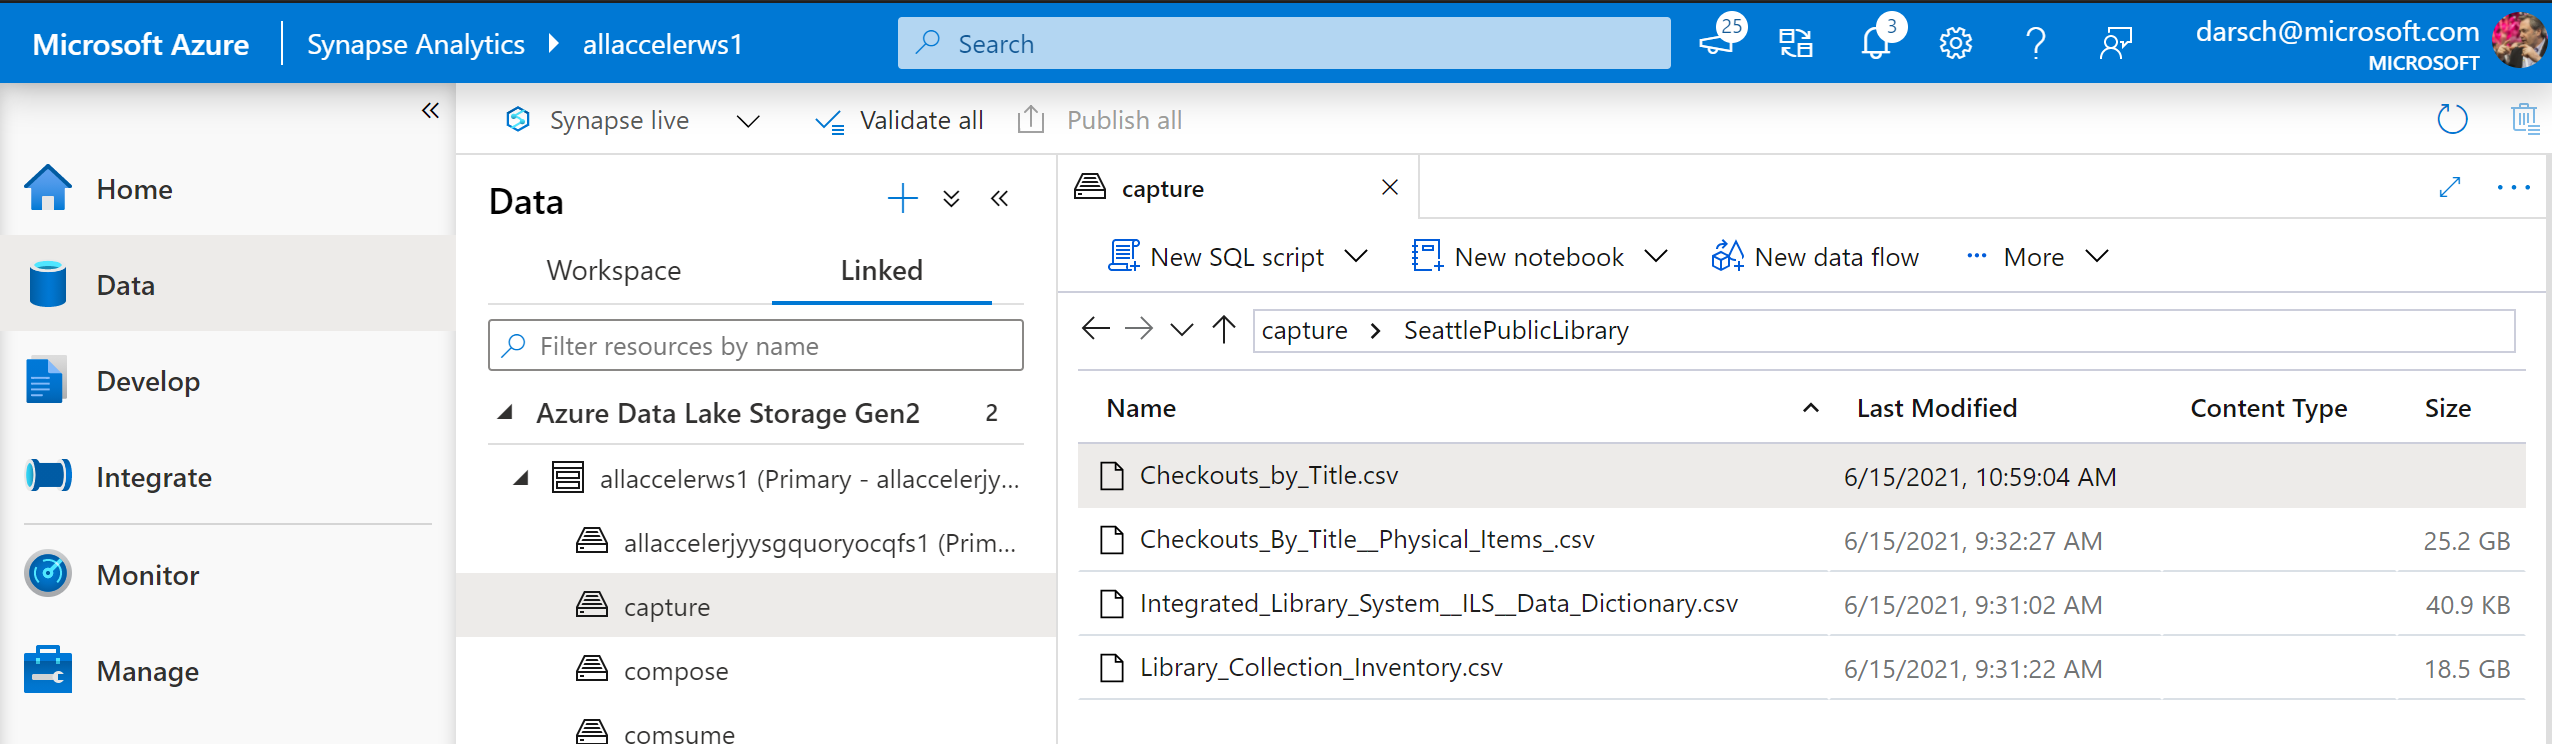 Microsoft Azure Synapse Analytics allaccelerws1 Search 25 3 darsch@microsoft.com
MICROSOFT
Synapse live Validate all Publish all
Home
Data
Develop
Integrate
Monitor
Manage
Data
Workspace Linked
Filter resources by name
Azure Data Lake Storage Gen2 2
allaccelerws1 (Primary - allaccelerjy...
allaccelerjyysgquoryocqfs1 (Prim...
capture
compose
comsume
capture
New SQL script New notebook New data flow ... More
capture > SeattlePublicLibrary
Name Last Modified Content Type Size
Checkouts_by_Title.csv 6/15/2021, 10:59:04 AM
Checkouts_By_Title__Physical_Items_.csv 6/15/2021, 9:32:27 AM 25.2 GB
Integrated_Library_System__ILS__Data_Dictionary.csv 6/15/2021, 9:31:02 AM 40.9 KB
Library_Collection_Inventory.csv 6/15/2021, 9:31:22 AM 18.5 GB